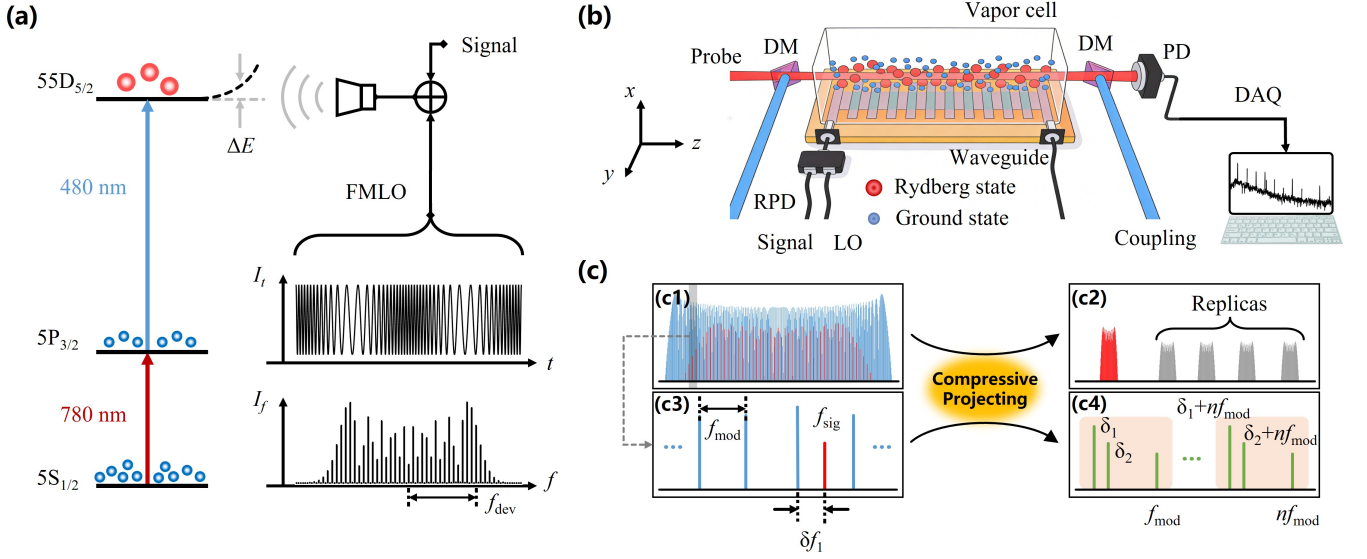 (a)
Signal
55D5/2
ΔE
480 nm
FMLO
It
t
5P3/2
780 nm
If
f
5S1/2
fdev
(b)
Vapor cell
Probe
DM
DM
PD
DAQ
x
z
y
Waveguide
RPD
Rydberg state
Ground state
Signal
LO
Coupling
(c)
(c1)
(c2)
Replicas
Compressive
Projecting
(c3)
fmod
fsig
δf1
(c4)
δ1+nfmod
δ1
δ2
δ2+nfmod
fmod
nfmod